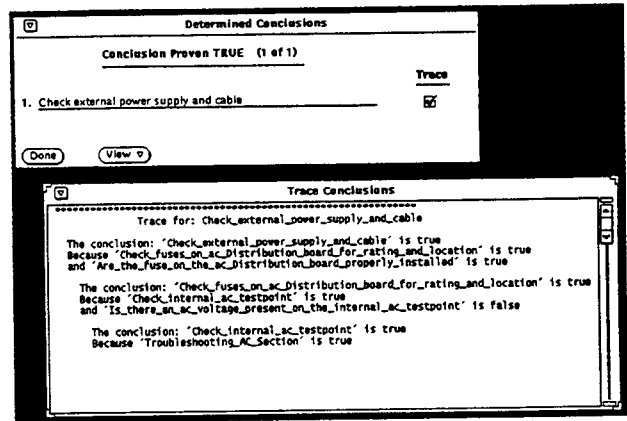 Determined Conclusions
Conclusion Proven TRUE (1 of 1)
Trace
1. Check external power supply and cable
Done
View
Trace Conclusions
Trace for: Check_external_power_supply_and_cable
The conclusion: 'Check_external_power_supply_and_cable' is true
Because 'Check_fuses_on_ac_Distribution_board_for_rating_and_location' is true
and 'Are_the_fuse_on_the_ac_Distribution_board_properly_installed' is true
The conclusion: 'Check_fuses_on_ac_Distribution_board_for_rating_and_location' is true
Because 'Check_internal_ac_testpoint' is true
and 'Is_there_an_ac_voltage_present_on_the_internal_ac_testpoint' is false
The conclusion: 'Check_internal_ac_testpoint' is true
Because 'Troubleshooting_AC_Section' is true